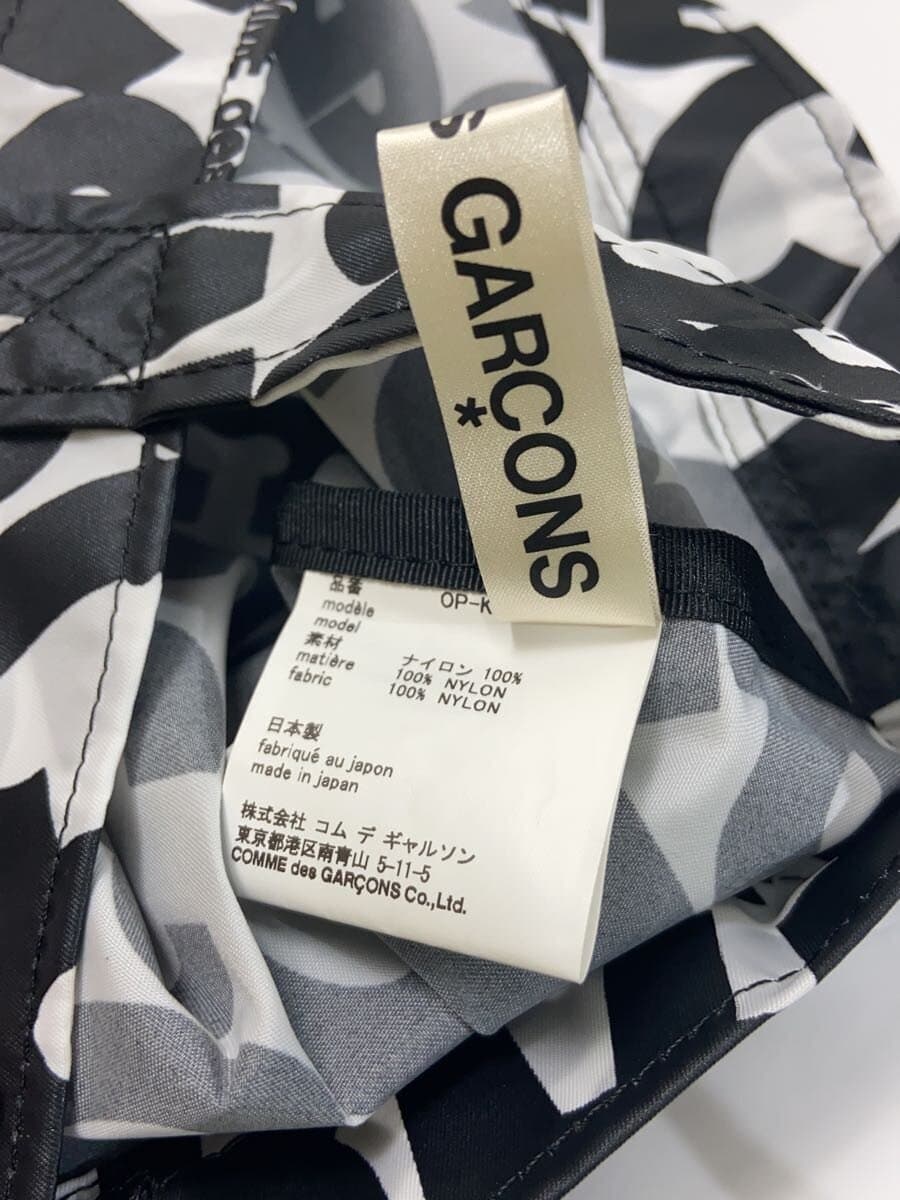 GARÇONS
*
品番
modèle OP-K
model
素材 ナイロン 100%
matière 100% NYLON
fabric 100% NYLON
日本製
fabriqué au japon
made in japan
株式会社 コム デ ギャルソン
東京都港区南青山 5-11-5
COMME des GARÇONS Co.,Ltd.